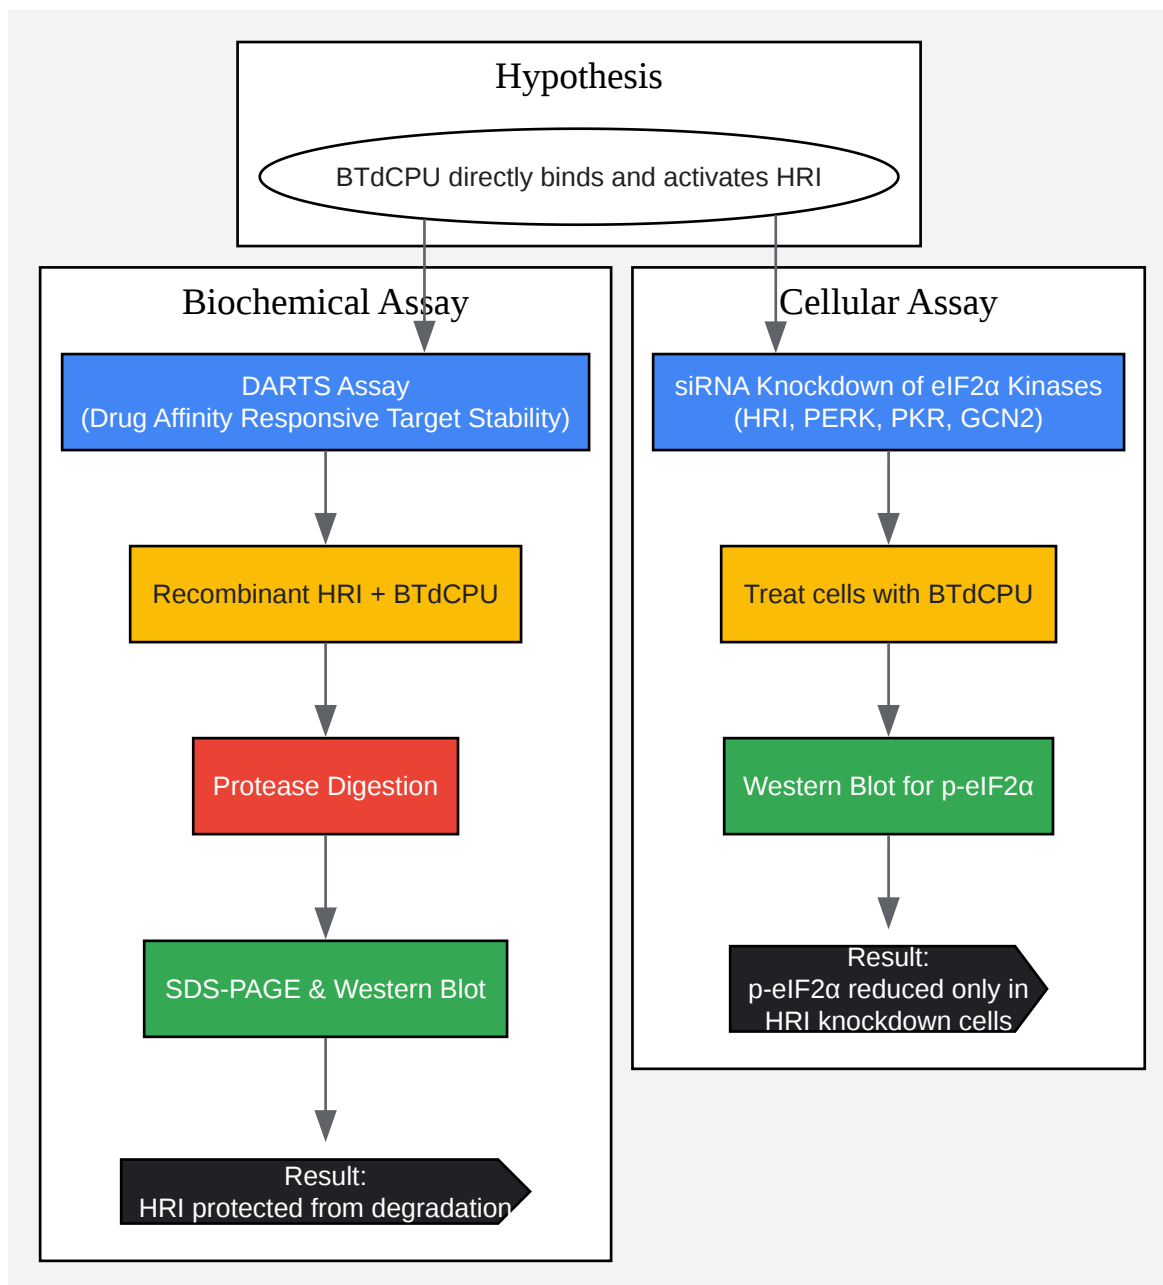 Hypothesis
BTdCPU directly binds and activates HRI
Biochemical Assay
DARTS Assay
(Drug Affinity Responsive Target Stability)
Recombinant HRI + BTdCPU
Protease Digestion
SDS-PAGE & Western Blot
Result:
HRI protected from degradation
Cellular Assay
siRNA Knockdown of eIF2α Kinases
(HRI, PERK, PKR, GCN2)
Treat cells with BTdCPU
Western Blot for p-eIF2α
Result:
p-eIF2α reduced only in
HRI knockdown cells